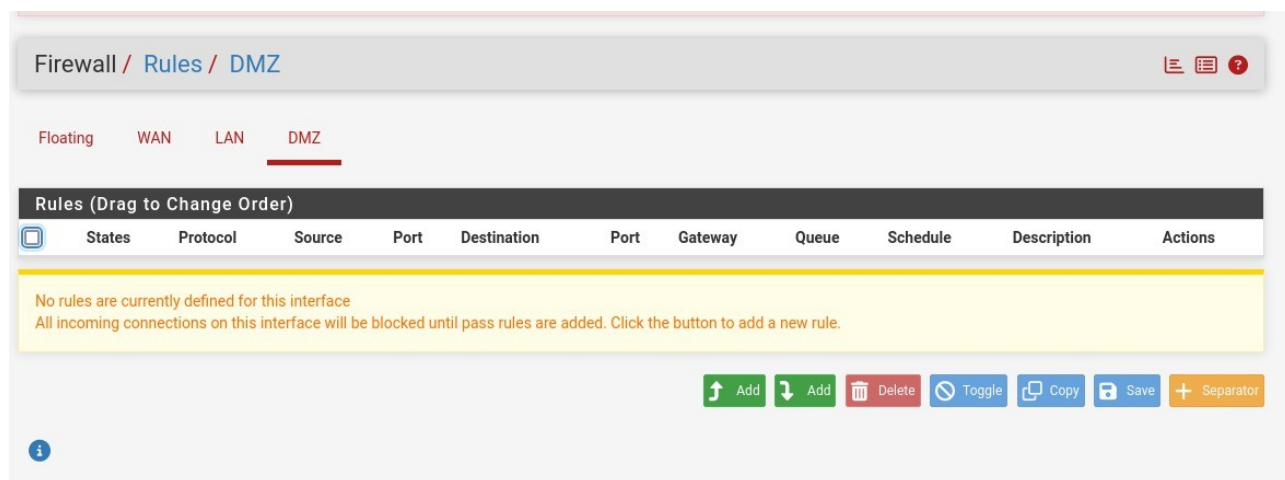 Firewall / Rules / DMZ
Floating WAN LAN DMZ
Rules (Drag to Change Order)
States Protocol Source Port Destination Port Gateway Queue Schedule Description Actions
No rules are currently defined for this interface
All incoming connections on this interface will be blocked until pass rules are added. Click the button to add a new rule.
Add Add Delete Toggle Copy Save Separator